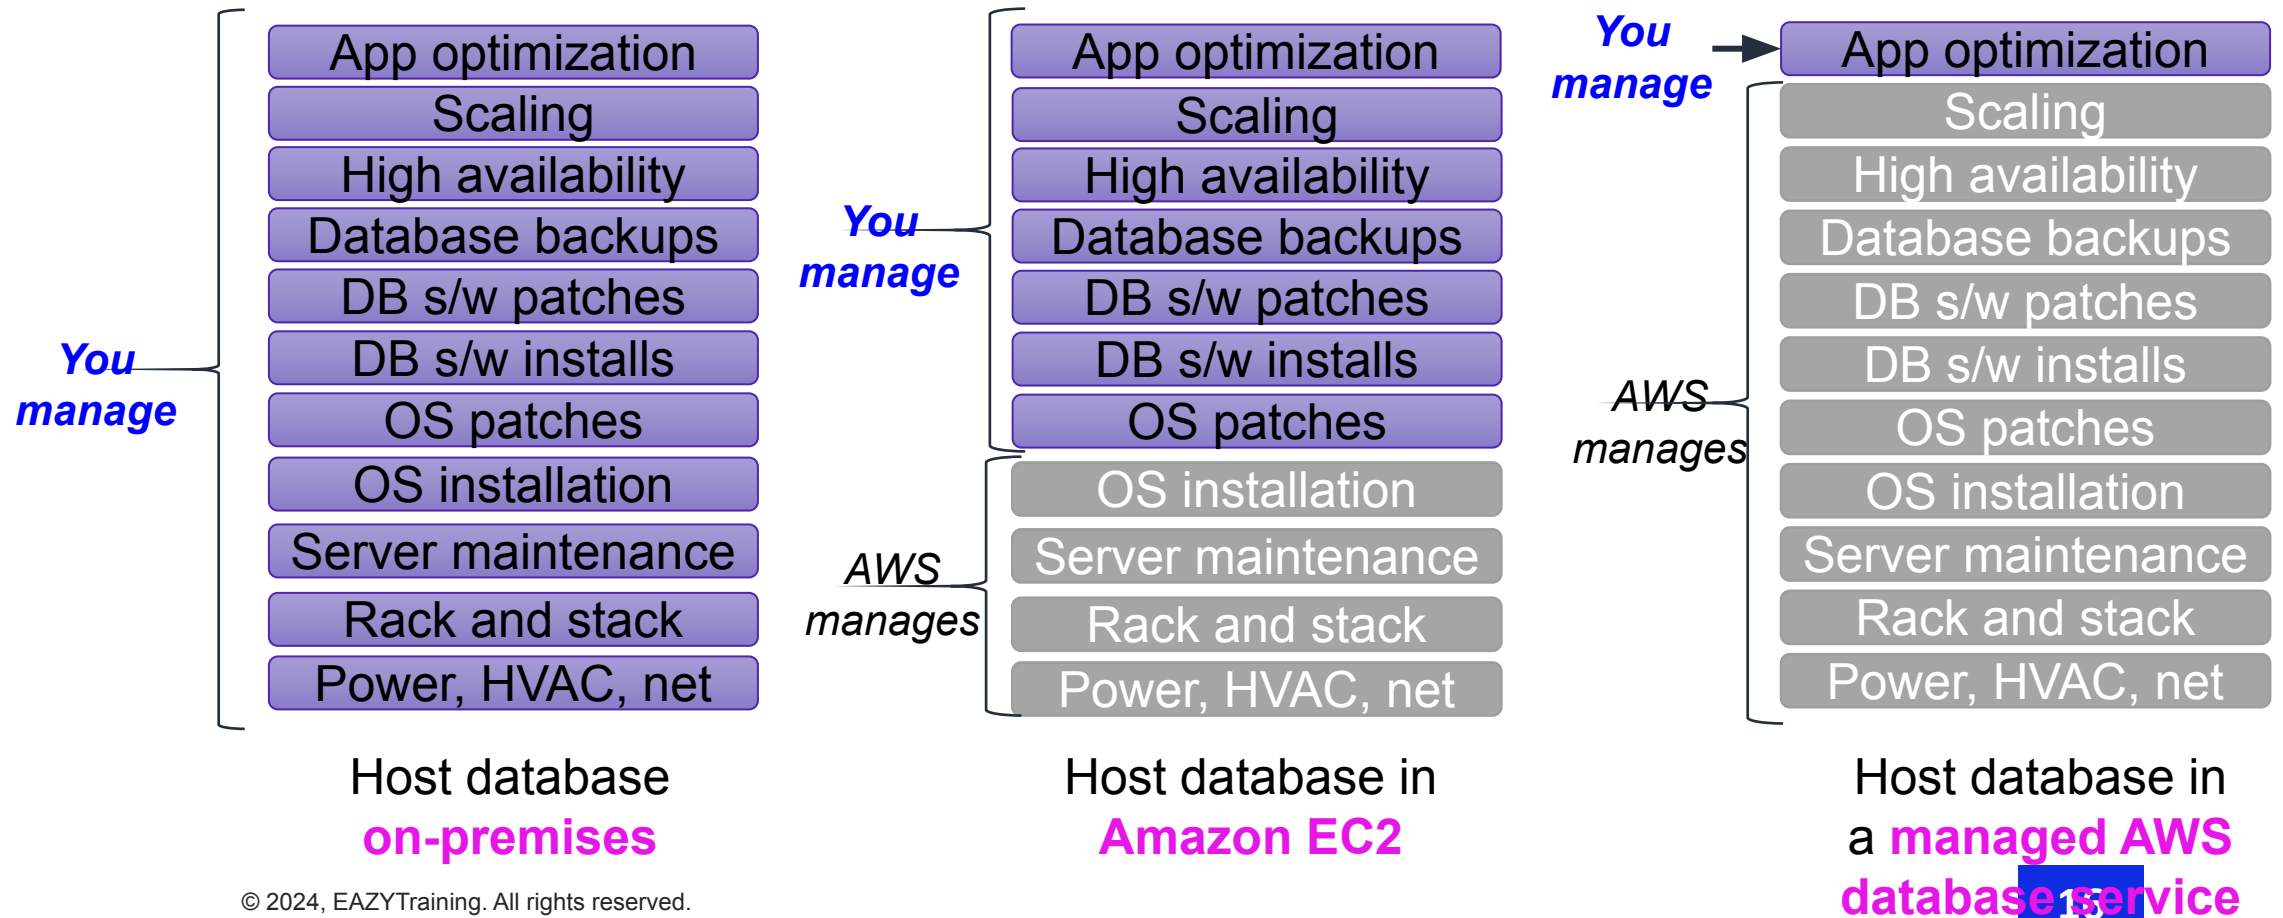 You
manage
App optimization
Scaling
High availability
Database backups
DB s/w patches
DB s/w installs
OS patches
OS installation
Server maintenance
Rack and stack
Power, HVAC, net
Host database
on-premises
You
manage
AWS
manages
App optimization
Scaling
High availability
Database backups
DB s/w patches
DB s/w installs
OS patches
OS installation
Server maintenance
Rack and stack
Power, HVAC, net
Host database in
Amazon EC2
You
manage
AWS
manages
App optimization
Scaling
High availability
Database backups
DB s/w patches
DB s/w installs
OS patches
OS installation
Server maintenance
Rack and stack
Power, HVAC, net
Host database in
a managed AWS
database service
© 2024, EAZYTraining. All rights reserved.